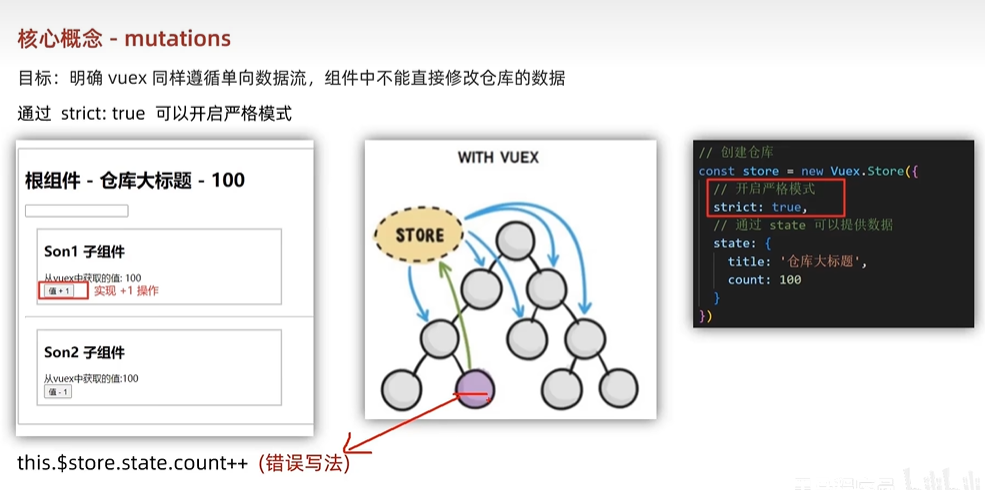 核心概念 - mutations
目标：明确 vuex 同样遵循单向数据流，组件中不能直接修改仓库的数据
通过 strict: true 可以开启严格模式
根组件 - 仓库大标题 - 100
Son1 子组件
从vuex中获取的值: 100
值 + 1
实现 +1 操作
Son2 子组件
从vuex中获取的值:100
值 - 1
WITH VUEX
STORE
// 创建仓库
const store = new Vuex.Store({
// 开启严格模式
strict: true,
// 通过 state 可以提供数据
state: {
title: '仓库大标题',
count: 100
}
})
this.$store.state.count++ (错误写法)